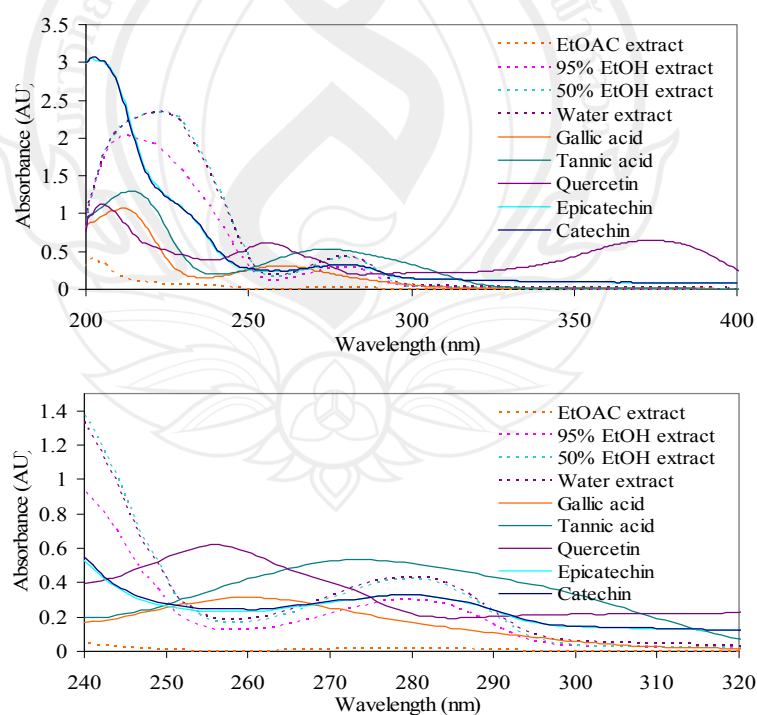 3.5
3
2.5
2
1.5
1
0.5
0
Absorbance (AU)
200
250
300
350
400
Wavelength (nm)
EtOAC extract
95% EtOH extract
50% EtOH extract
Water extract
Gallic acid
Tannic acid
Quercetin
Epicatechin
Catechin
1.4
1.2
1
0.8
0.6
0.4
0.2
0
Absorbance (AU)
240
250
260
270
280
290
300
310
320
Wavelength (nm)
EtOAC extract
95% EtOH extract
50% EtOH extract
Water extract
Gallic acid
Tannic acid
Quercetin
Epicatechin
Catechin